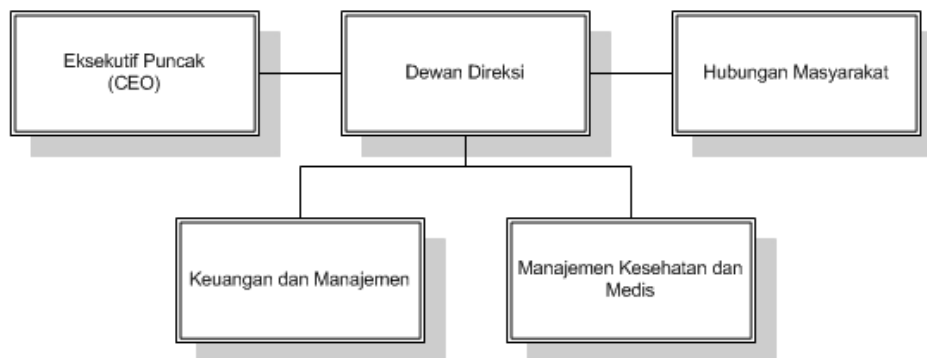 Eksekutif Puncak
(CEO)
Dewan Direksi
Hubungan Masyarakat
Keuangan dan Manajemen
Manajemen Kesehatan dan
Medis